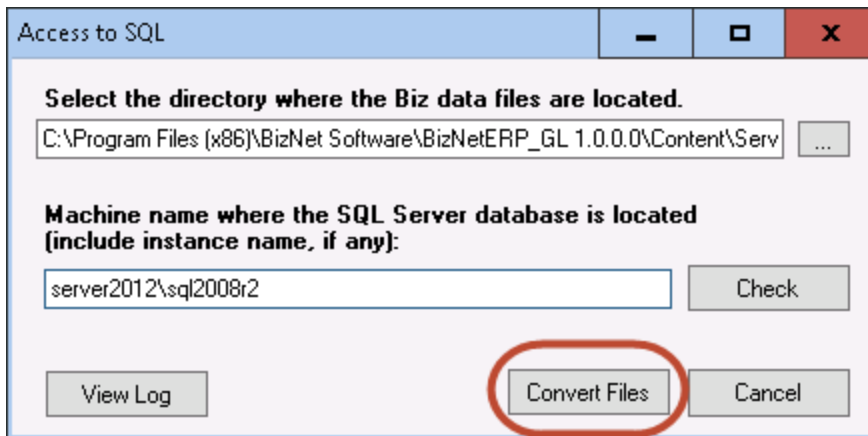 Access to SQL
Select the directory where the Biz data files are located.
C:\Program Files (x86)\BizNet Software\BizNetERP_GL 1.0.0.0\Content\Serv
...
Machine name where the SQL Server database is located
(include instance name, if any):
server2012\sql2008r2
Check
View Log
Convert Files
Cancel